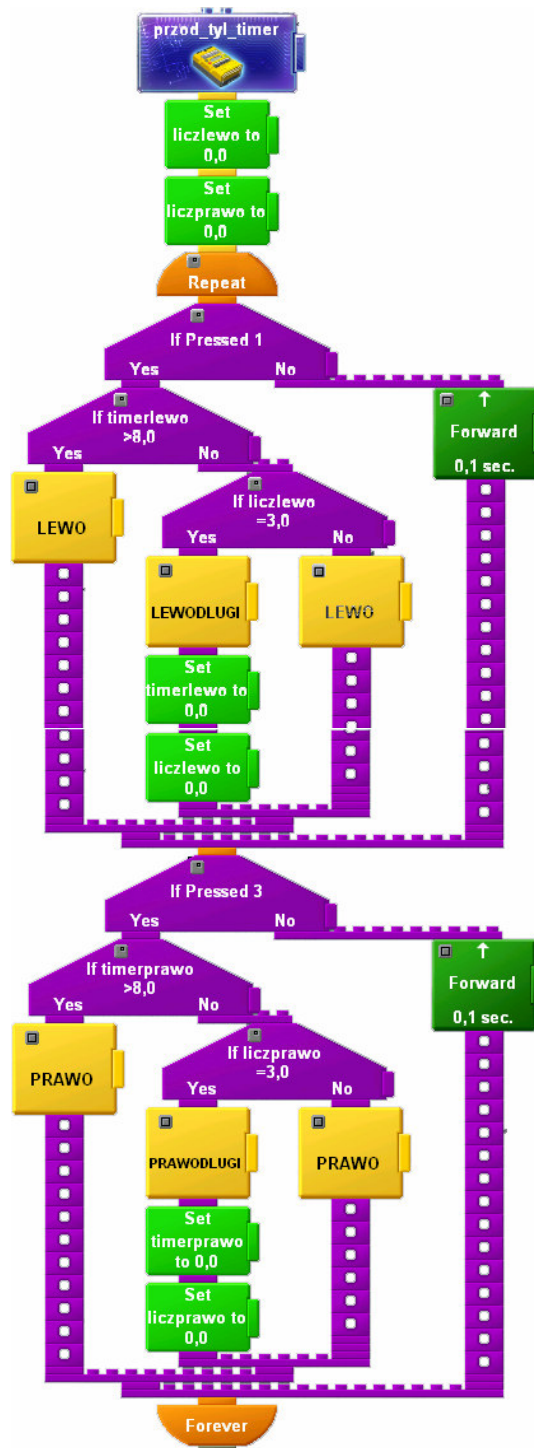 przod_tyl_timer
Set
liczlewo to
0,0
Set
liczprawo to
0,0
Repeat
If Pressed 1
Yes No
If timerlewo
>8,0
Yes No
Forward
0,1 sec.
LEWO
If liczlewo
=3,0
Yes No
LEWODLUGI
LEWO
Set
timerlewo to
0,0
Set
liczlewo to
0,0
If Pressed 3
Yes No
If timerprawo
>8,0
Yes No
Forward
0,1 sec.
PRAWO
If liczprawo
=3,0
Yes No
PRAWODLUGI
PRAWO
Set
timerprawo
to 0,0
Set
liczprawo to
0,0
Forever